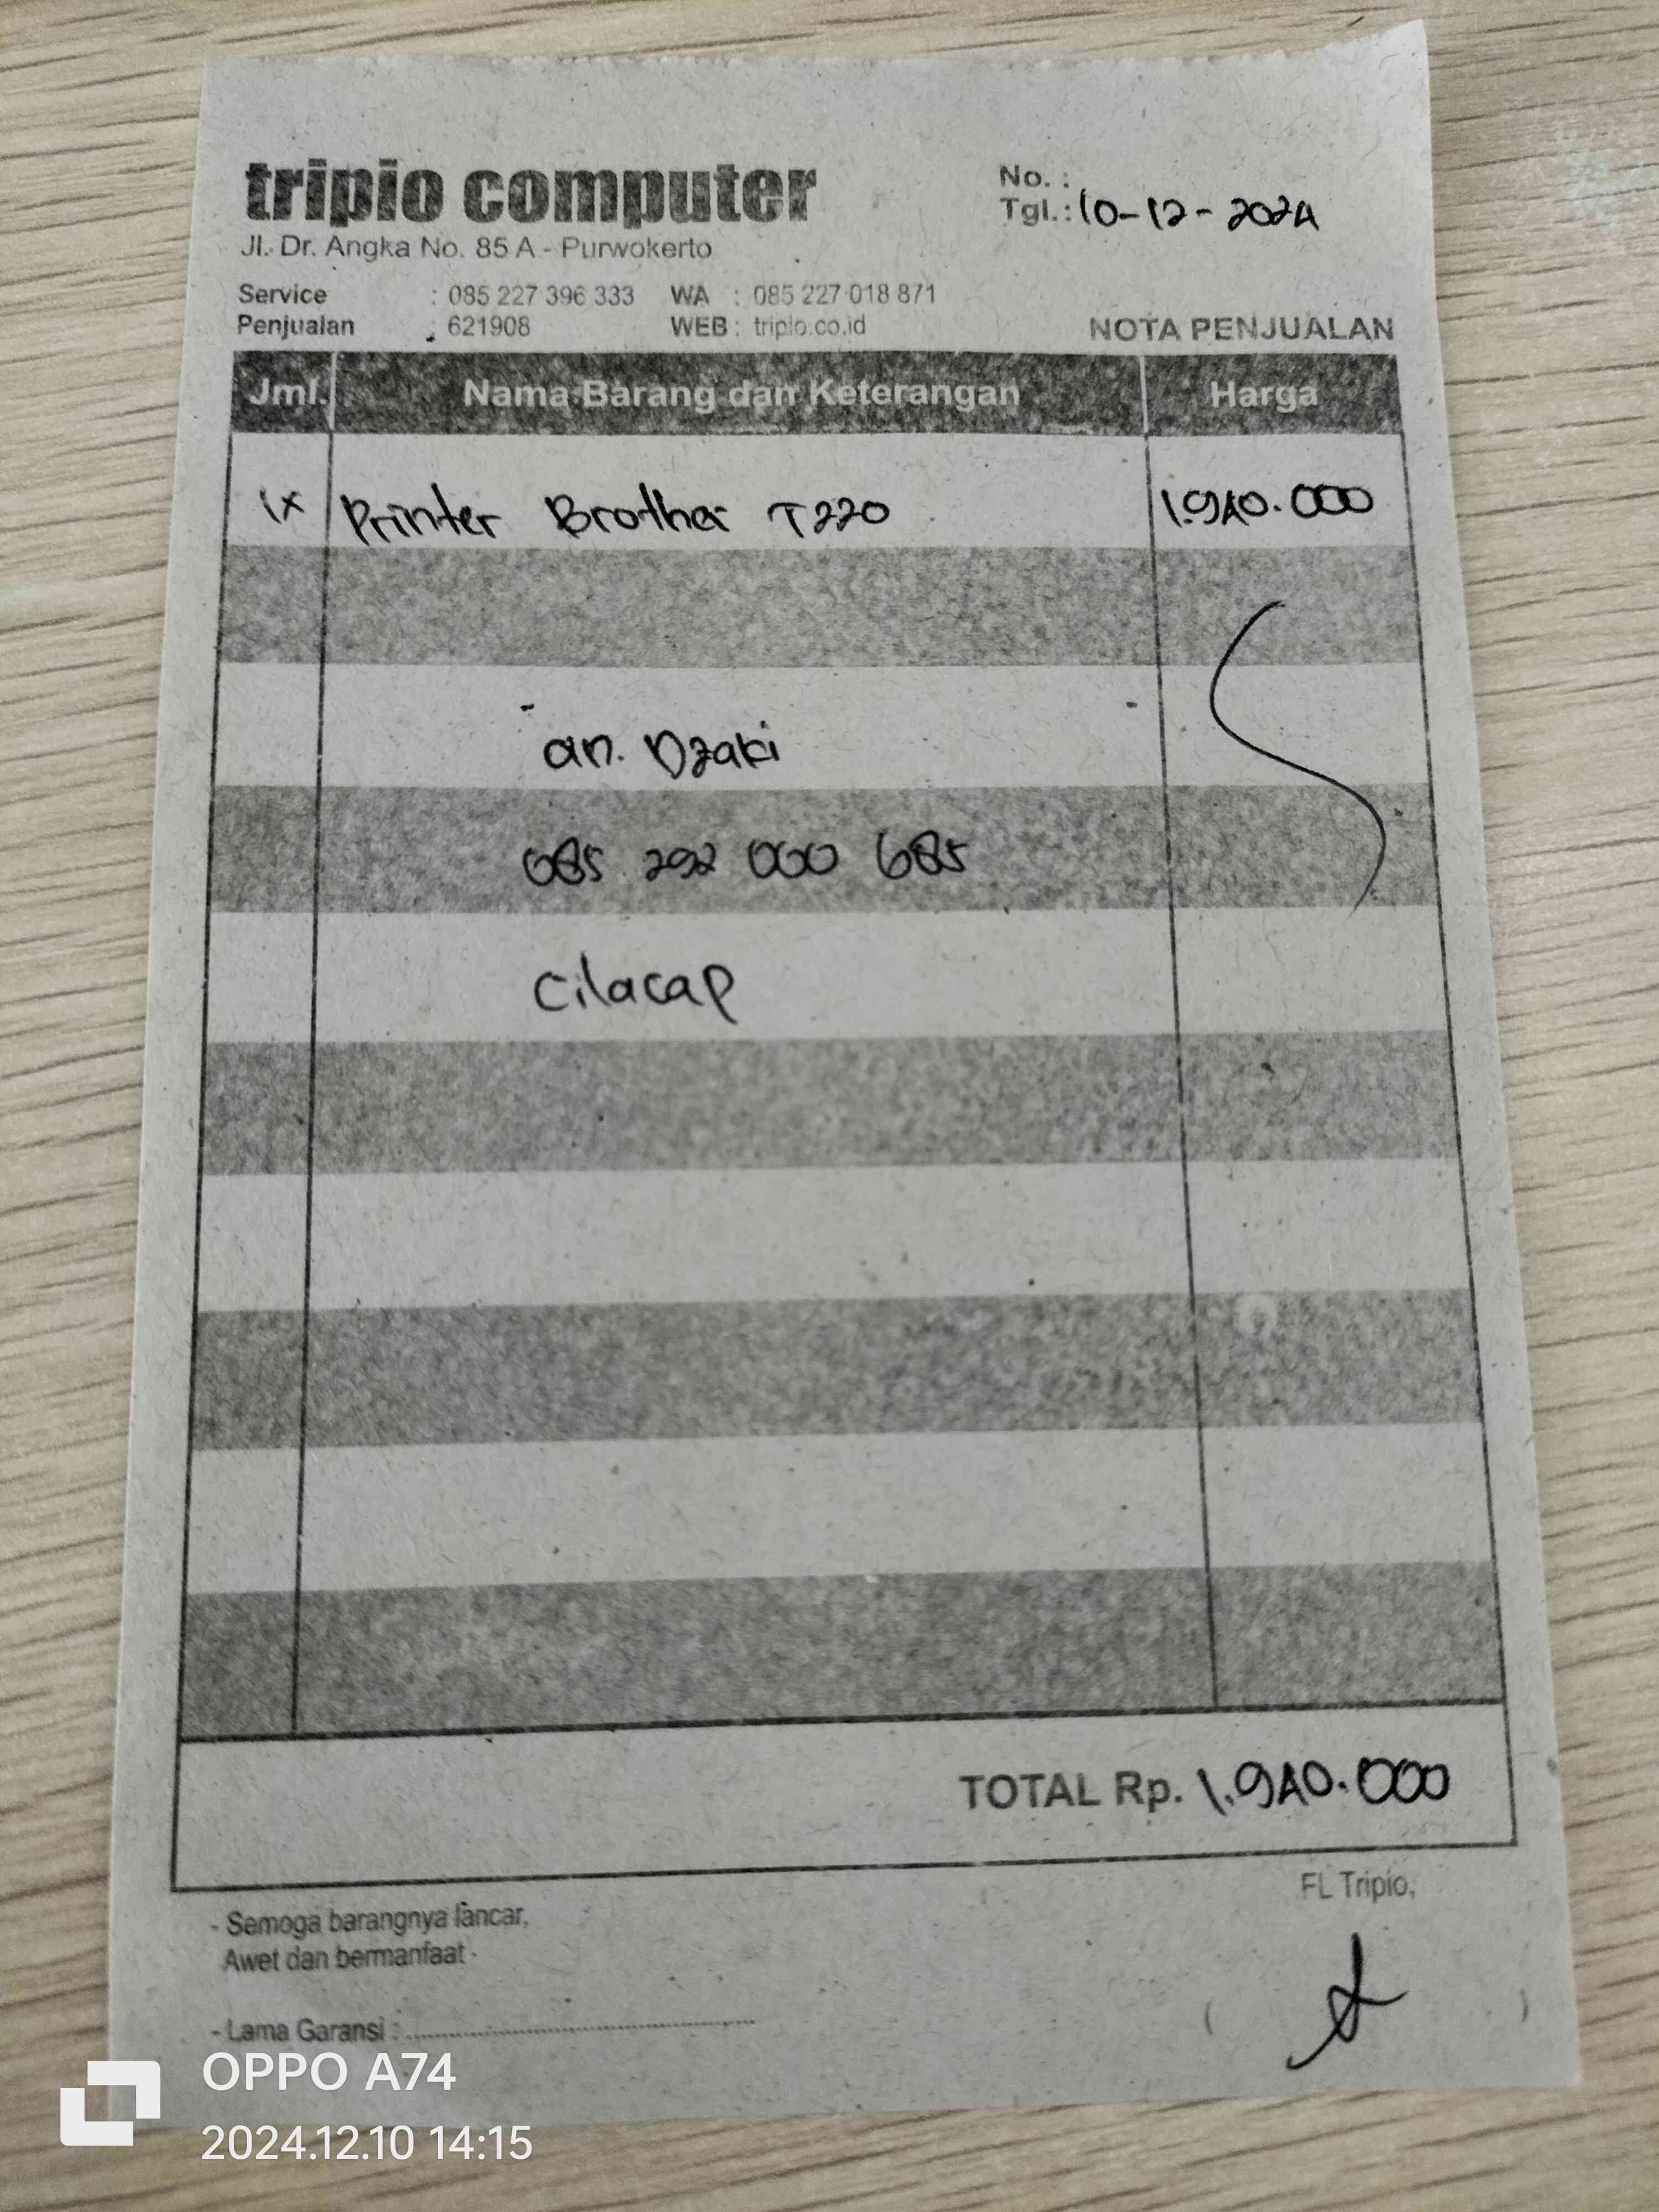 tripio computer
Jl. Dr. Angka No. 85 A - Purwokerto
No. :
Tgl. : 10-12-2024
Service : 085 227 396 333 WA : 085 227 018 871
Penjualan : 621908 WEB : tripio.co.id
NOTA PENJUALAN
Jml. Nama Barang dan Keterangan Harga
1x Printer Brother T220 1.940.000
an. Dzaki
085 292 000 685
Cilacap
TOTAL Rp. 1.940.000
FL Tripio,
- Semoga barangnya lancar,
Awet dan bermanfaat
- Lama Garansi : ......................................................
( )
OPPO A74
2024.12.10 14:15